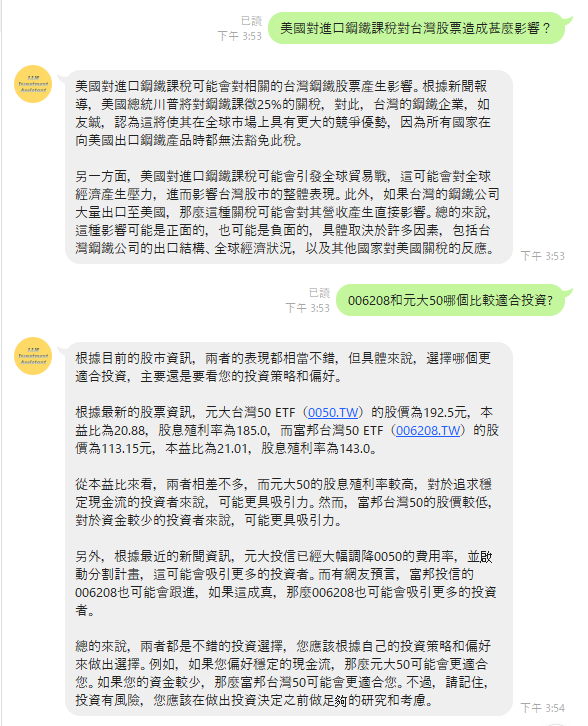 已讀
下午 3:53
美國對進口鋼鐵課稅對台灣股票造成甚麼影響？
LLM
Investment
Assistant
美國對進口鋼鐵課稅可能會對相關的台灣鋼鐵股票產生影響。根據新聞報
導，美國總統川普將對鋼鐵課徵25%的關稅，對此，台灣的鋼鐵企業，如
友鋮，認為這將使其在全球市場上具有更大的競爭優勢，因為所有國家在
向美國出口鋼鐵產品時都無法豁免此稅。
另一方面，美國對進口鋼鐵課稅可能會引發全球貿易戰，這可能會對全球
經濟產生壓力，進而影響台灣股市的整體表現。此外，如果台灣的鋼鐵公司
大量出口至美國，那麼這種關稅可能會對其營收產生直接影響。總的來說，
這種影響可能是正面的，也可能是負面的，具體取決於許多因素，包括台
灣鋼鐵公司的出口結構、全球經濟狀況，以及其他國家對美國關稅的反應。
下午 3:53
已讀
下午 3:53
006208和元大50哪個比較適合投資?
LLM
Investment
Assistant
根據目前的股市資訊，兩者的表現都相當不錯，但具體來說，選擇哪個更
適合投資，主要還是要看您的投資策略和偏好。
根據最新的股票資訊，元大台灣50 ETF（0050.TW）的股價為192.5元，本
益比為20.88，股息殖利率為185.0，而富邦台灣50 ETF（006208.TW）的股
價為113.15元，本益比為21.01，股息殖利率為143.0。
從本益比來看，兩者相差不多，而元大50的股息殖利率較高，對於追求穩
定現金流的投資者來說，可能更具吸引力。然而，富邦台灣50的股價較低，
對於資金較少的投資者來說，可能更具吸引力。
另外，根據最近的新聞資訊，元大投信已經大幅調降0050的費用率，並啟
動分割計畫，這可能會吸引更多的投資者。而有網友預言，富邦投信的
006208也可能會跟進，如果這成真，那麼006208也可能會吸引更多的投資
者。
總的來說，兩者都是不錯的投資選擇，您應該根據自己的投資策略和偏好
來做出選擇。例如，如果您偏好穩定的現金流，那麼元大50可能會更適合
您。如果您的資金較少，那麼富邦台灣50可能會更適合您。不過，請記住，
投資有風險，您應該在做出投資決定之前做足夠的研究和考慮。
下午 3:54